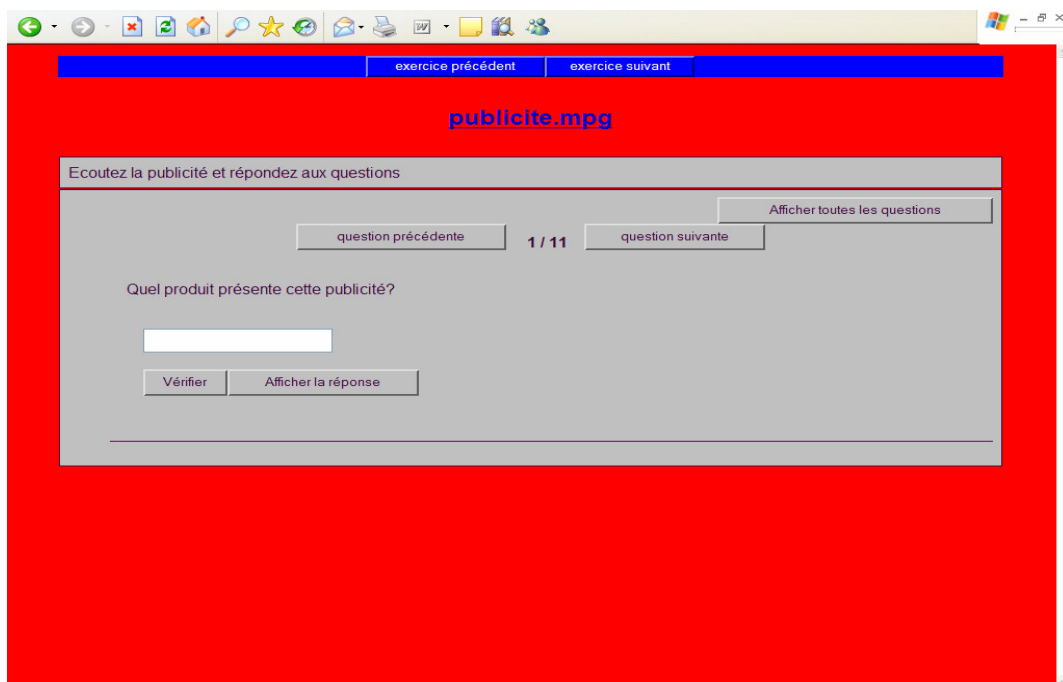 exercice précédent exercice suivant
publicite.mpg
Ecoutez la publicité et répondez aux questions
Afficher toutes les questions
question précédente 1 / 11 question suivante
Quel produit présente cette publicité?
Vérifier Afficher la réponse